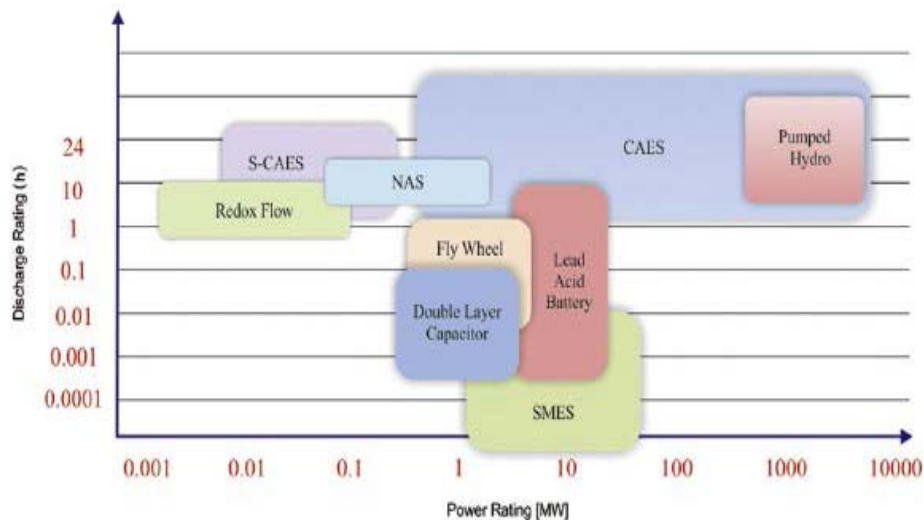 Discharge Rating (h)
24
10
1
0.1
0.01
0.001
0.0001
S-CAES
NAS
Redox Flow
CAES
Pumped
Hydro
Fly Wheel
Lead
Acid
Battery
Double Layer
Capacitor
SMES
0.001 0.01 0.1 1 10 100 1000 10000
Power Rating [MW]